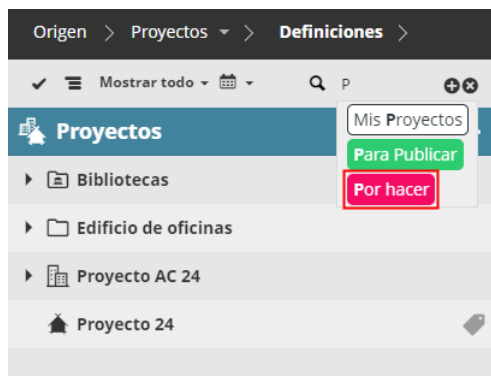 Origen > Proyectos > Definiciones >
Mostrar todo P
Mis Proyectos
Proyectos
Para Publicar
Por hacer
Bibliotecas
Edificio de oficinas
Proyecto AC 24
Proyecto 24